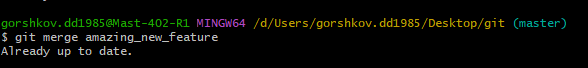 gorshkov.dd1985@Mast-402-R1 MINGW64 /d/Users/gorshkov.dd1985/Desktop/git (master)
$ git merge amazing_new_feature
Already up to date.